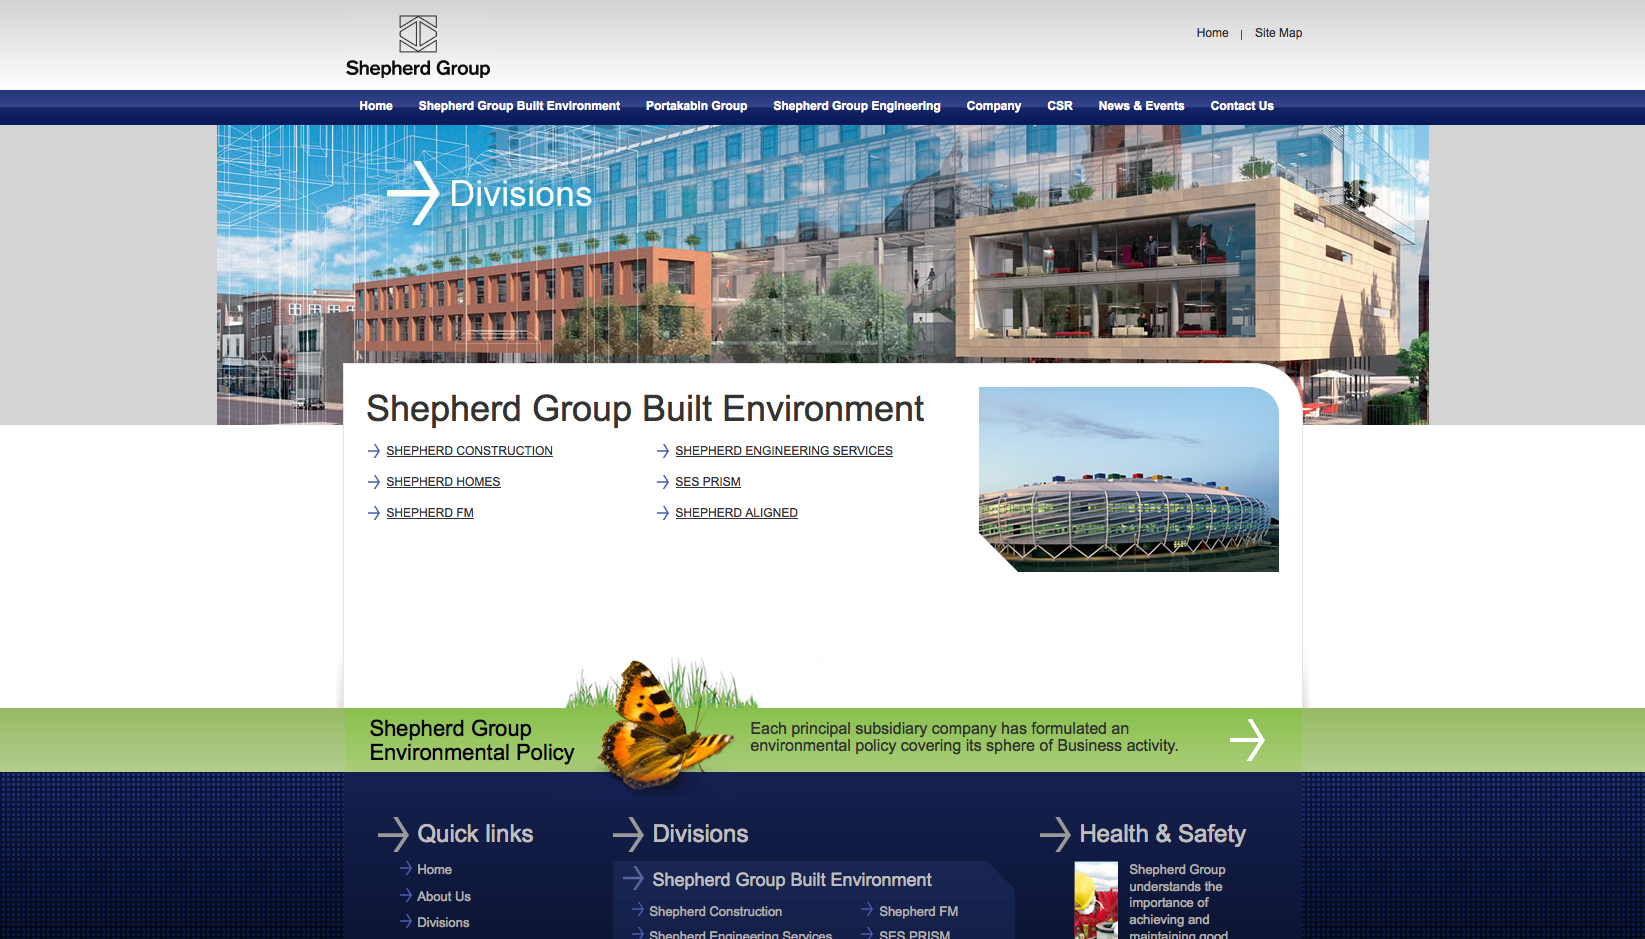 Shepherd Group
Home | Site Map
Home Shepherd Group Built Environment Portakabin Group Shepherd Group Engineering Company CSR News & Events Contact Us
Divisions
Shepherd Group Built Environment
SHEPHERD CONSTRUCTION
SHEPHERD ENGINEERING SERVICES
SHEPHERD HOMES
SES PRISM
SHEPHERD FM
SHEPHERD ALIGNED
Shepherd Group
Environmental Policy
Each principal subsidiary company has formulated an
environmental policy covering its sphere of Business activity.
Quick links
Home
About Us
Divisions
Divisions
Shepherd Group Built Environment
Shepherd Construction
Shepherd FM
Shepherd Engineering Services
SES PRISM
Health & Safety
Shepherd Group
understands the
importance of
achieving and
maintaining good